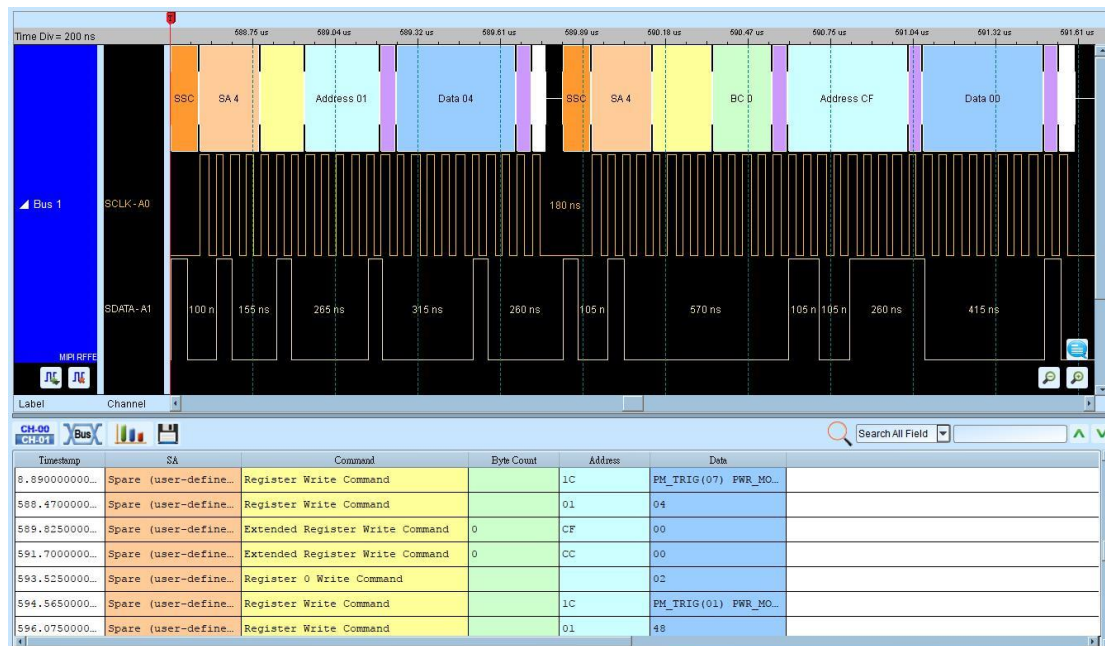 Time Div = 200 ns
588.75 us 589.04 us 589.32 us 589.61 us 589.89 us 590.18 us 590.47 us 590.75 us 591.04 us 591.32 us 591.61 us
SSC SA 4 Address 01 Data 04 SSC SA 4 BC 0 Address CF Data 00
Bus 1 SCLK-A0 180 ns
SDATA-A1 100 n 155 ns 265 ns 315 ns 260 ns 105 n 570 ns 105 n 105 n 260 ns 415 ns
MIPI RFFE
Label Channel
CH-00
CH-01 Bus Search All Field
Timestamp SA Command Byte Count Address Data
8.890000000... Spare (user-define... Register Write Command 1C PM_TRIG(07) PWR_MO...
588.4700000... Spare (user-define... Register Write Command 01 04
589.8250000... Spare (user-define... Extended Register Write Command 0 CF 00
591.7000000... Spare (user-define... Extended Register Write Command 0 CC 00
593.5250000... Spare (user-define... Register 0 Write Command 02
594.5650000... Spare (user-define... Register Write Command 1C PM_TRIG(01) PWR_MO...
596.0750000... Spare (user-define... Register Write Command 01 48